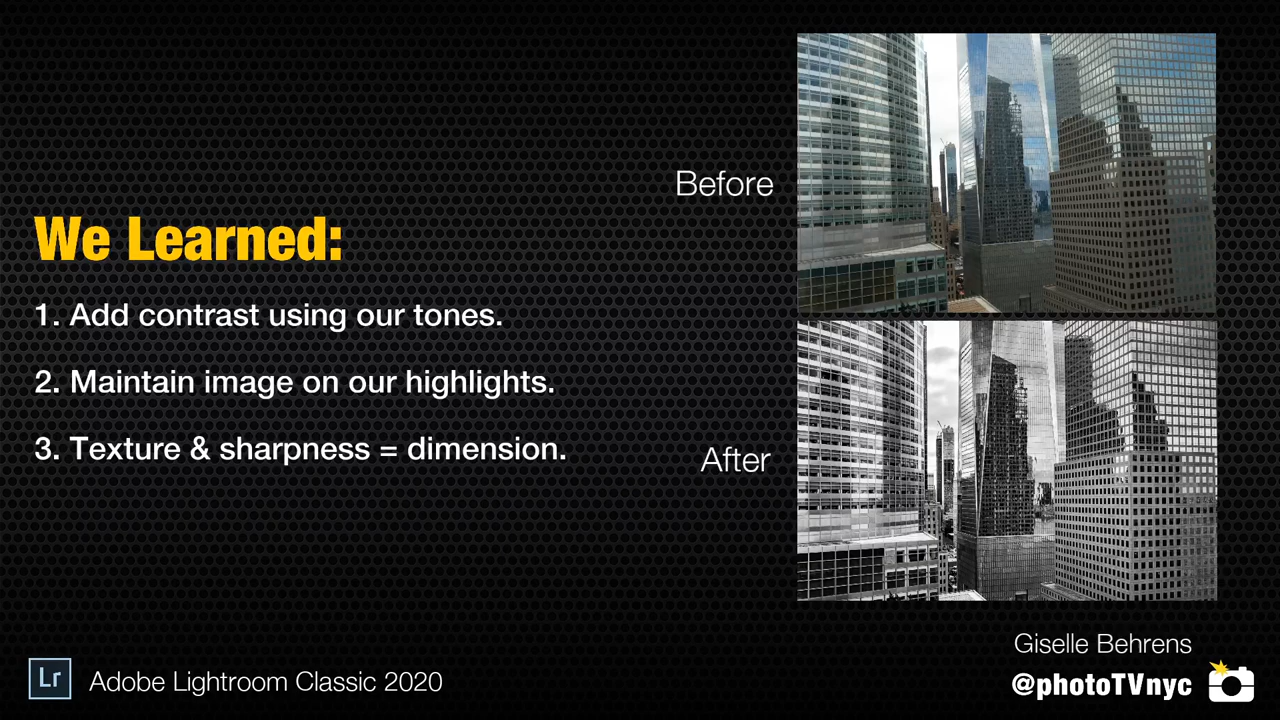 We Learned:
1. Add contrast using our tones.
2. Maintain image on our highlights.
3. Texture & sharpness = dimension.
Before
After
Lr
Adobe Lightroom Classic 2020
Giselle Behrens
@photoTVnyc